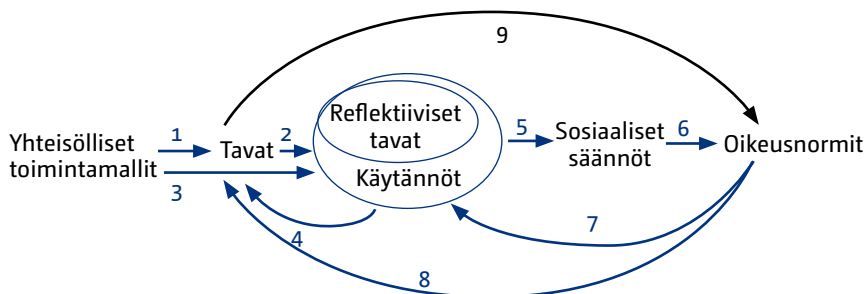 9
Yhteisölliset
toimintamallit
1
Tavat
2
3
Reflektiiviset
tavat
Käytännöt
4
5
Sosiaaliset
säännöt
6
Oikeusnormit
7
8